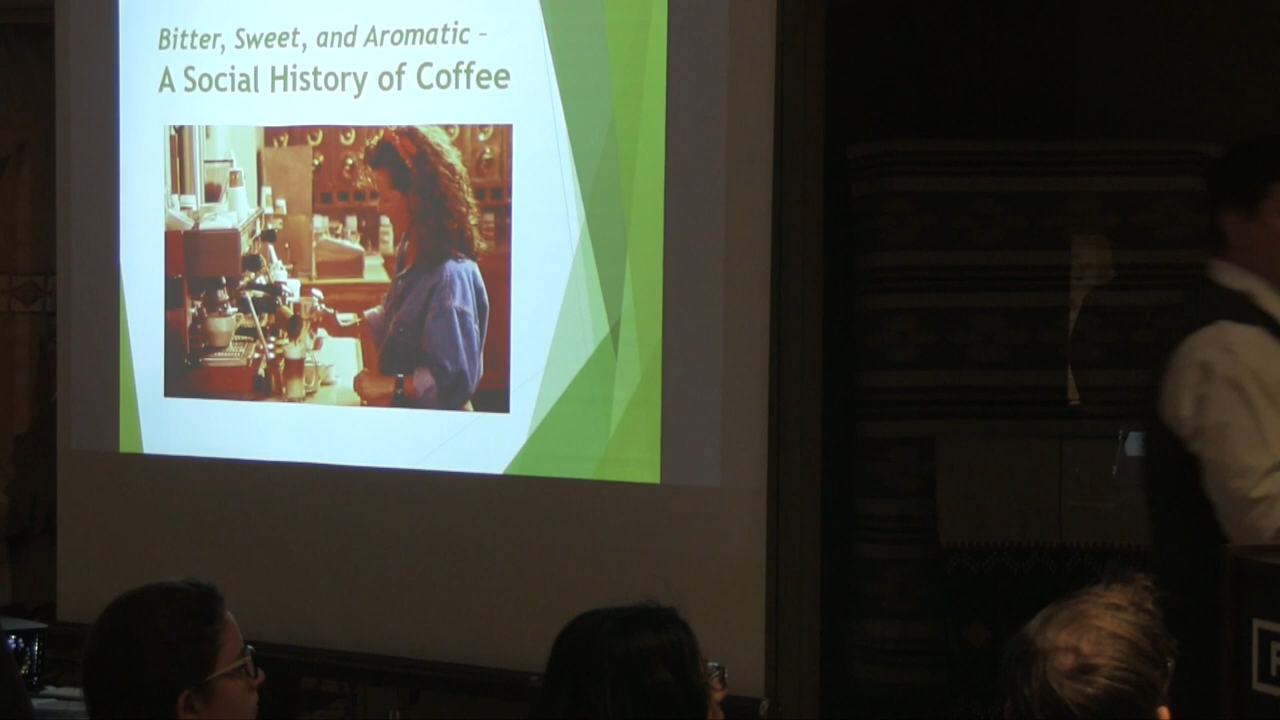 Bitter, Sweet, and Aromatic –
A Social History of Coffee